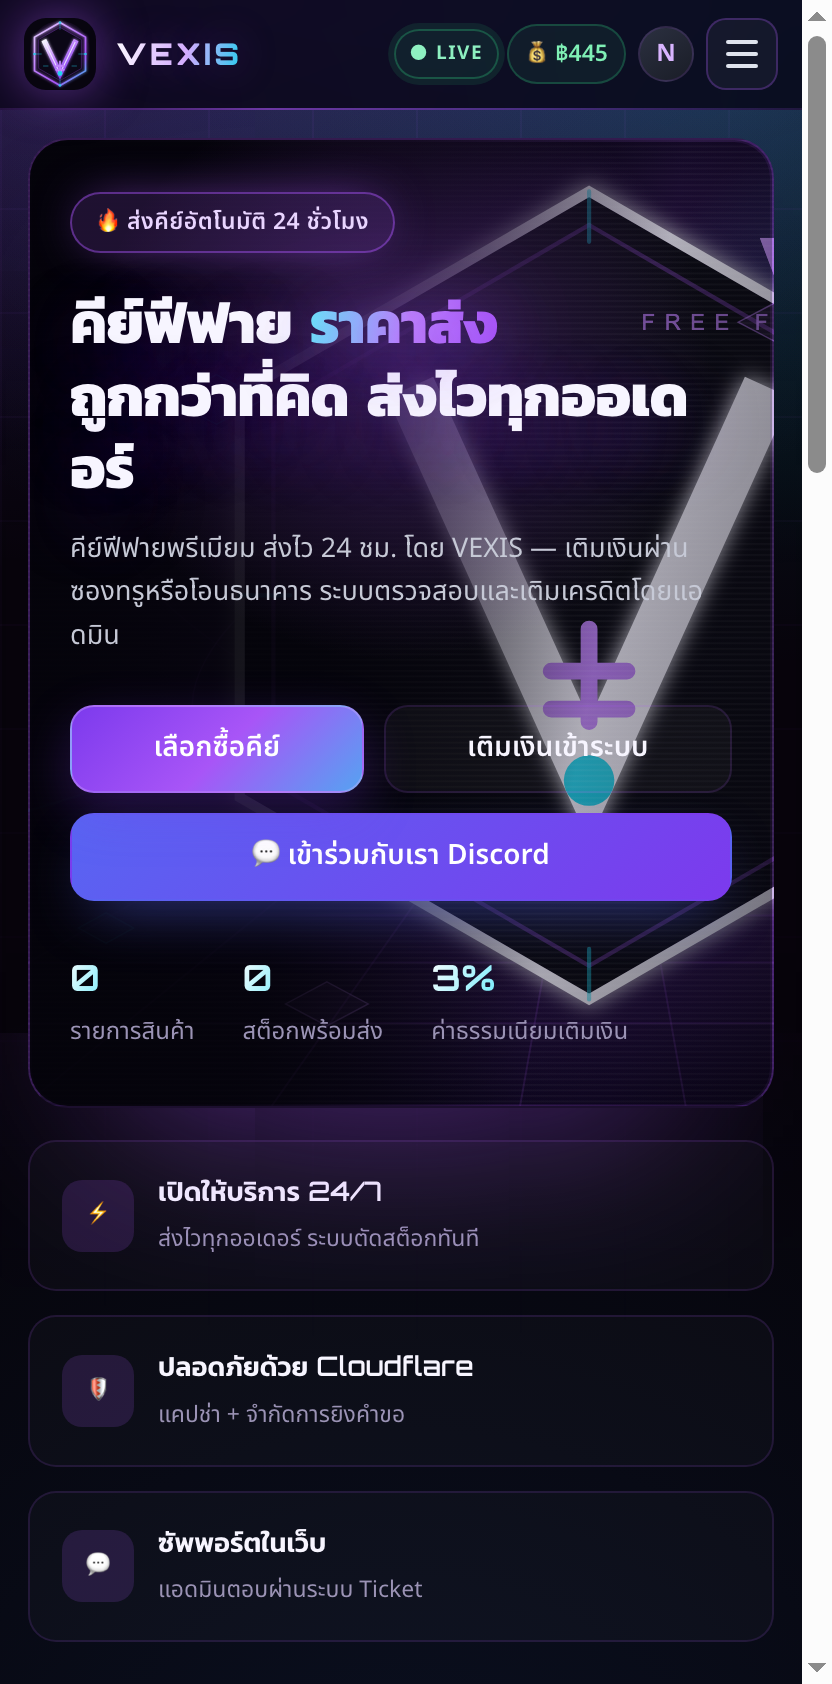 VEXIS
LIVE
฿445
N
ส่งคีย์อัตโนมัติ 24 ชั่วโมง
คีย์ฟีฟาย ราคาส่ง
ถูกกว่าที่คิด ส่งไวทุกออเด
อร์
FREE F
คีย์ฟีฟายพรีเมียม ส่งไว 24 ชม. โดย VEXIS — เติมเงินผ่าน
ซองทรูหรือโอนธนาคาร ระบบตรวจสอบและเติมเครดิตโดยแอ
ดมิน
เลือกซื้อคีย์
เติมเงินเข้าระบบ
เข้าร่วมกับเรา Discord
0
0
3%
รายการสินค้า
สต็อกพร้อมส่ง
ค่าธรรมเนียมเติมเงิน
เปิดให้บริการ 24/7
ส่งไวทุกออเดอร์ ระบบตัดสต็อกทันที
ปลอดภัยด้วย Cloudflare
แคปช่า + จำกัดการยิงคำขอ
ซัพพอร์ตในเว็บ
แอดมินตอบผ่านระบบ Ticket